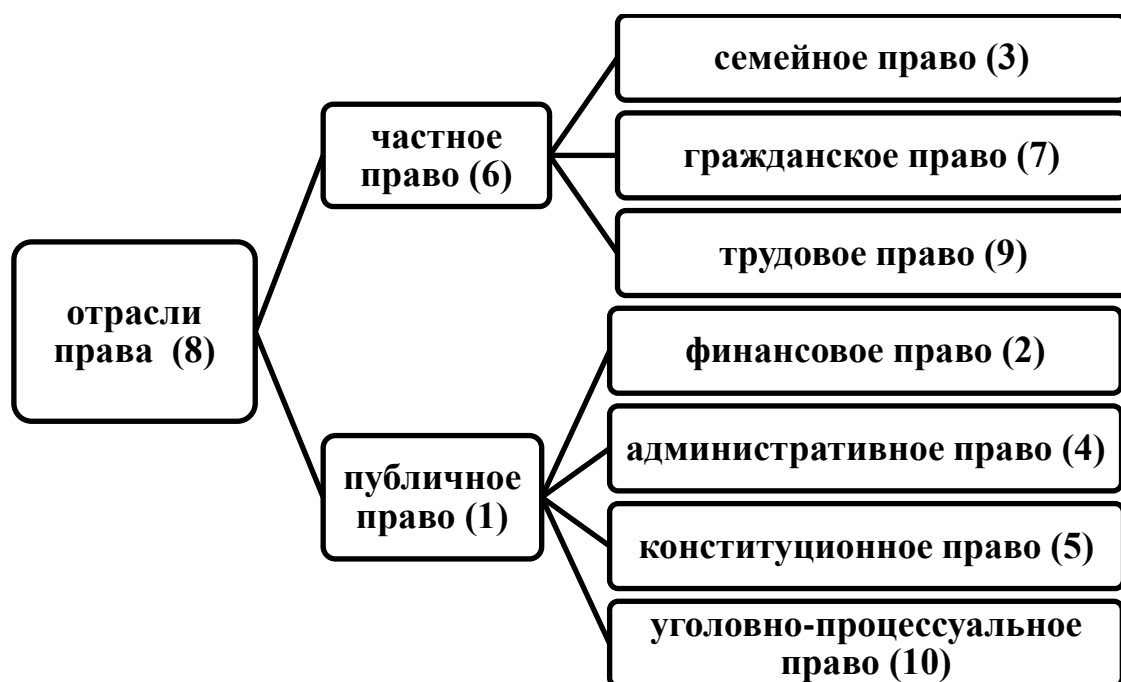 отрасли
права (8)
частное
право (6)
семейное право (3)
гражданское право (7)
трудовое право (9)
публичное
право (1)
финансовое право (2)
административное право (4)
конституционное право (5)
уголовно-процессуальное
право (10)